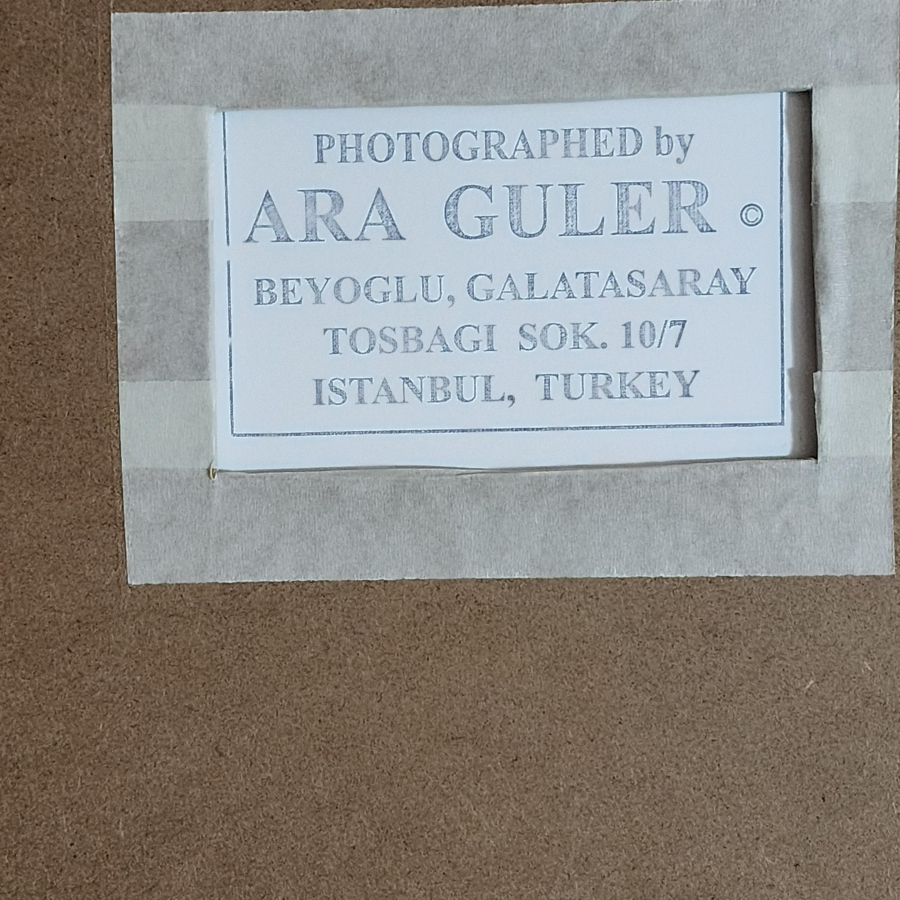 PHOTOGRAPHED by
ARA GULER ©
BEYOGLU, GALATASARAY
TOSBAGI SOK. 10/7
ISTANBUL, TURKEY